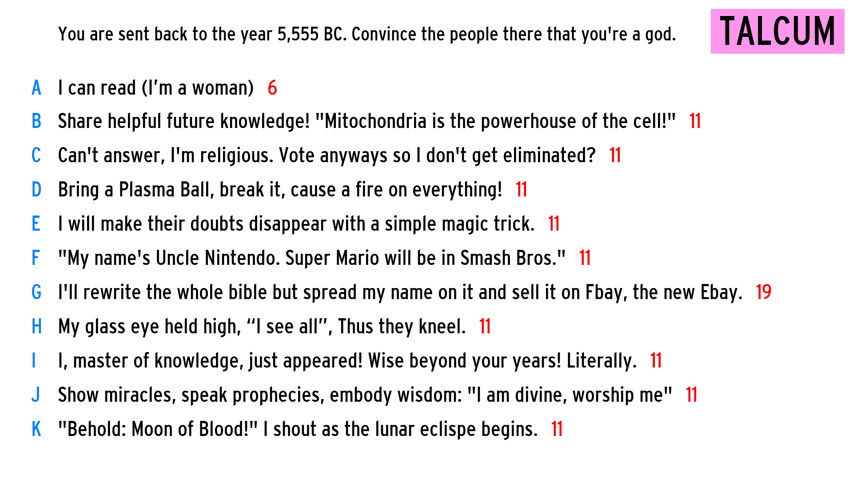 You are sent back to the year 5,555 BC. Convince the people there that you're a god.
TALCUM
A I can read (I'm a woman) 6
B Share helpful future knowledge! "Mitochondria is the powerhouse of the cell!" 11
C Can't answer, I'm religious. Vote anyways so I don't get eliminated? 11
D Bring a Plasma Ball, break it, cause a fire on everything! 11
E I will make their doubts disappear with a simple magic trick. 11
F "My name's Uncle Nintendo. Super Mario will be in Smash Bros." 11
G I'll rewrite the whole bible but spread my name on it and sell it on Fbay, the new Ebay. 19
H My glass eye held high, “I see all”, Thus they kneel. 11
I I, master of knowledge, just appeared! Wise beyond your years! Literally. 11
J Show miracles, speak prophecies, embody wisdom: "I am divine, worship me" 11
K "Behold: Moon of Blood!" I shout as the lunar eclispe begins. 11